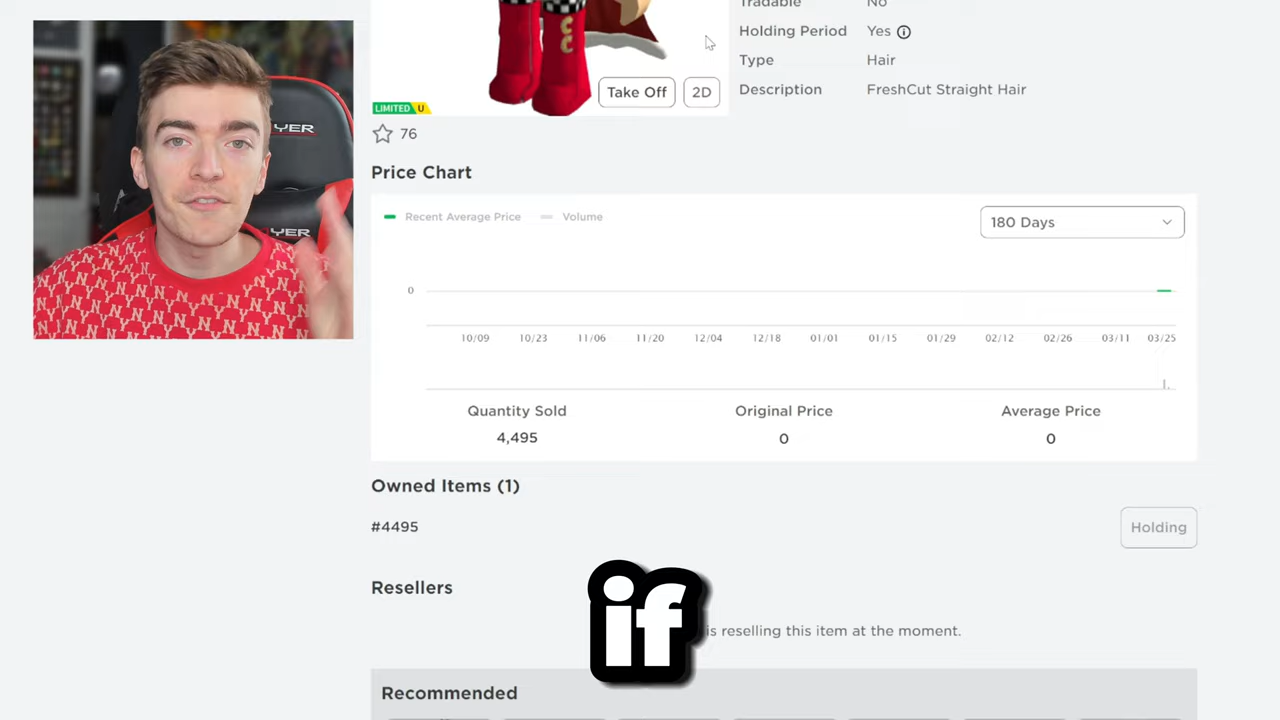 Tradable No
Holding Period Yes
Type Hair
Take Off 2D
Description FreshCut Straight Hair
LIMITED U
76
YER
Price Chart
Recent Average Price Volume
180 Days
YER
0
10/09 10/23 11/06 11/20 12/04 12/18 01/01 01/15 01/29 02/12 02/26 03/11 03/25
Quantity Sold Original Price Average Price
4,495 0 0
Owned Items (1)
#4495 Holding
Resellers
if
is reselling this item at the moment.
Recommended